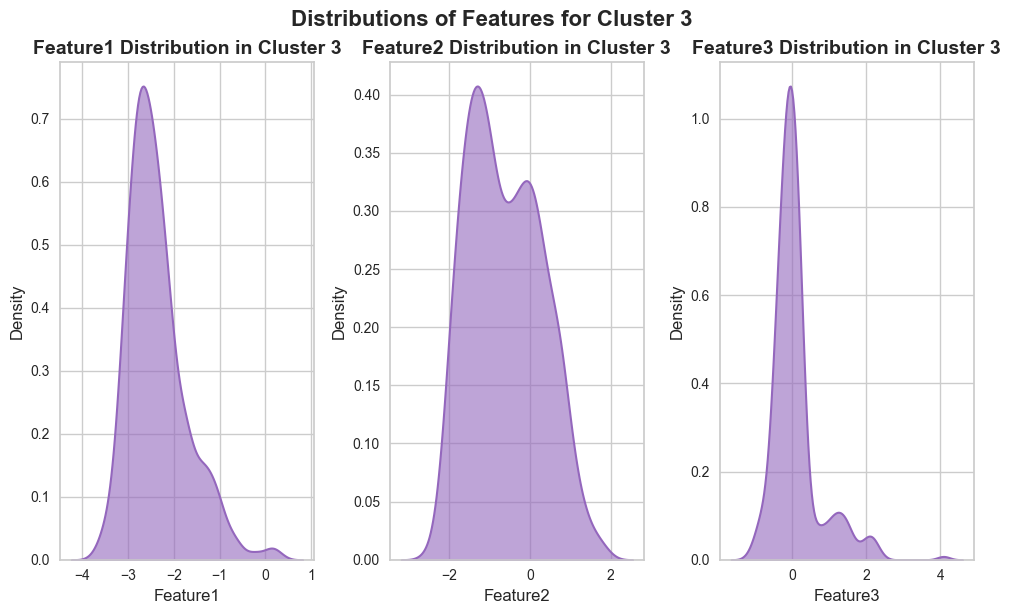 Distributions of Features for Cluster 3
Feature1 Distribution in Cluster 3
0.7
0.6
0.5
0.4
0.3
0.2
0.1
0.0
Density
−4 −3 −2 −1 0 1
Feature1
Feature2 Distribution in Cluster 3
0.40
0.35
0.30
0.25
0.20
0.15
0.10
0.05
0.00
Density
−2 0 2
Feature2
Feature3 Distribution in Cluster 3
1.0
0.8
0.6
0.4
0.2
0.0
Density
0 2 4
Feature3